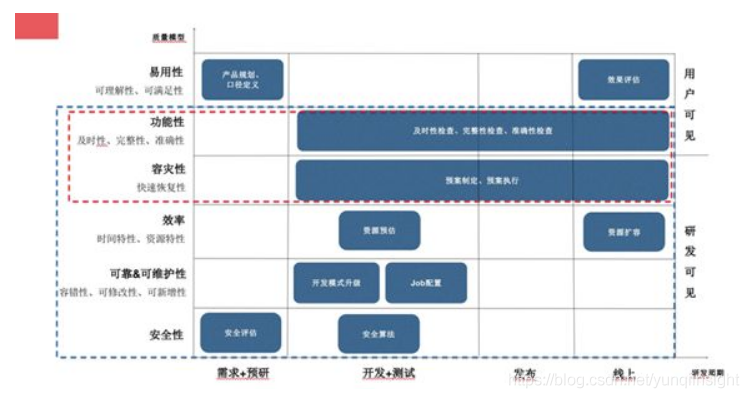 质量模型
易用性
可理解性、可满足性
产品规划、
口径定义
效果评估
用
户
可
见
功能性
及时性、完整性、准确性
及时性检查、完整性检查、准确性检查
容灾性
快速恢复性
预案制定、预案执行
效率
时间特性、资源特性
资源预估
资源扩容
研
发
可
见
可靠&可维护性
容错性、可修改性、可新增性
开发模式升级
Job配置
安全性
安全评估
安全算法
需求+预研
开发+测试
发布
线上
研发周期
https://blog.csdn.net/yunqiinsight